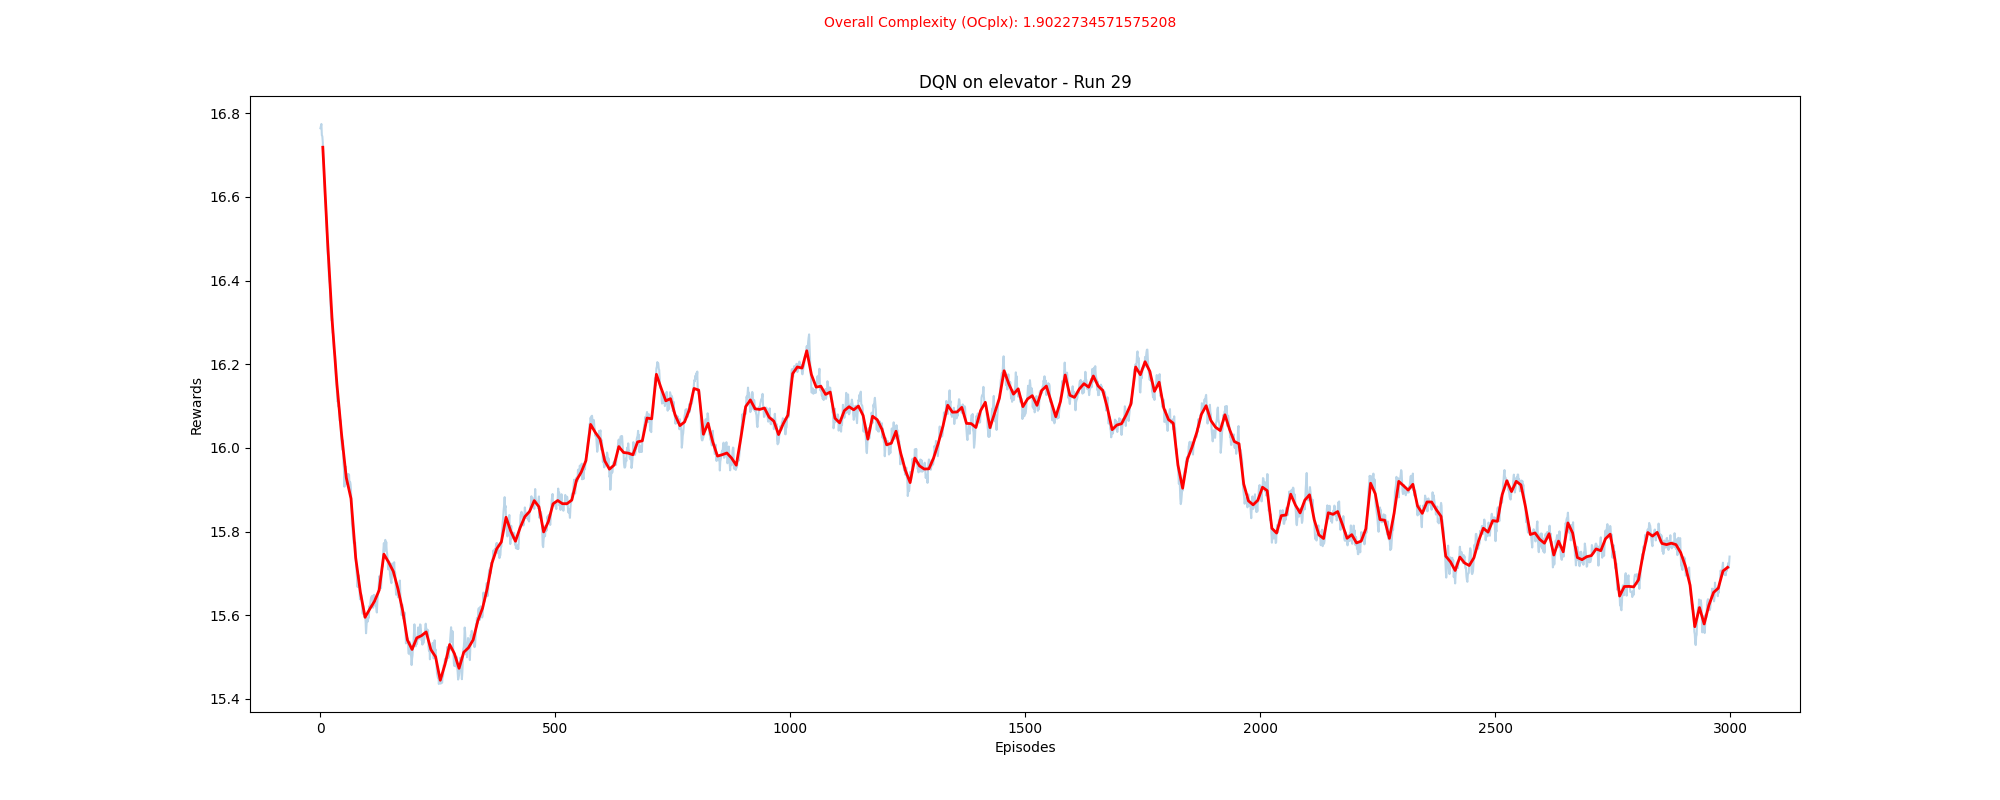 Overall Complexity (OCplx): 1.9022734571575208
DQN on elevator - Run 29
16.8
16.6
16.4
16.2
16.0
15.8
15.6
15.4
Rewards
0 500 1000 1500 2000 2500 3000
Episodes